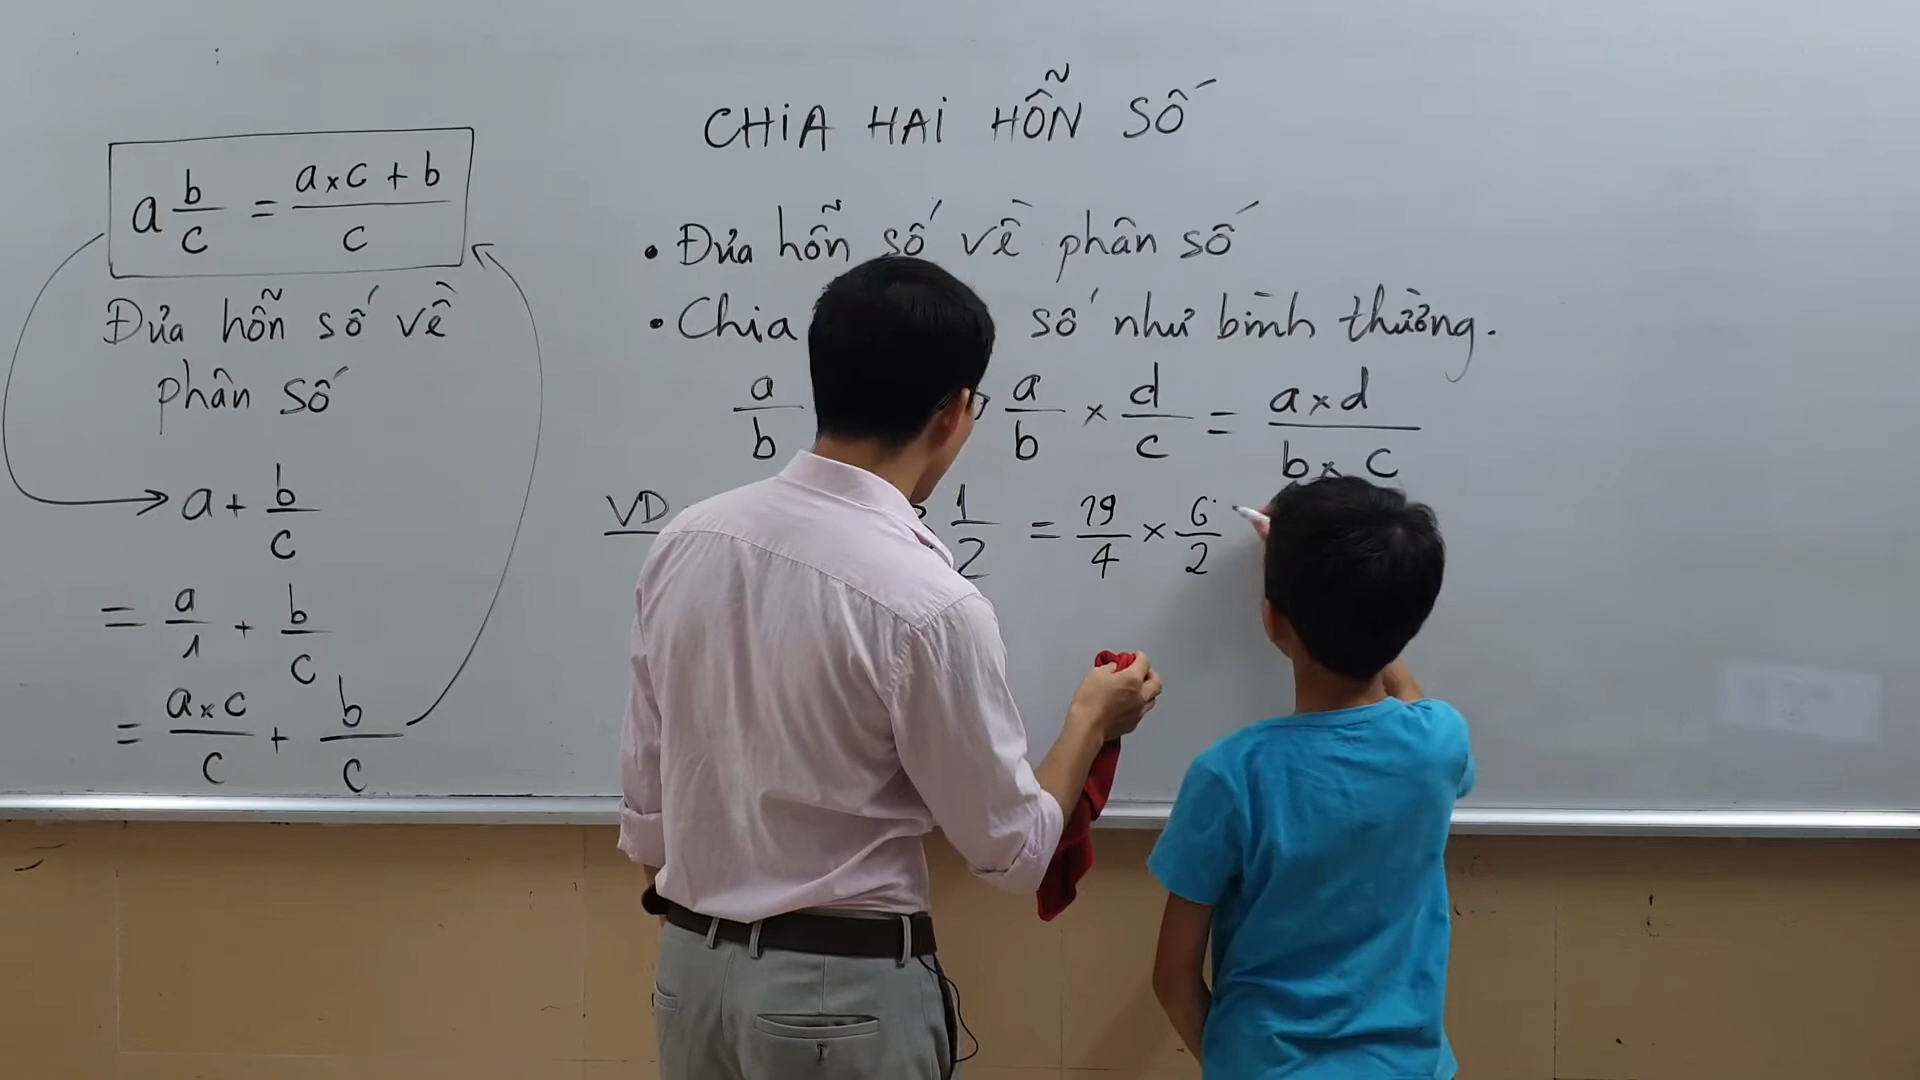 CHiA HAi HỖN SỐ
a b/c = (a x c + b)/c
Đưa hỗn số về
phân số
→ a + b/c
= a/1 + b/c
= (a x c)/c + b/c
• Đưa hỗn số về phân số
• Chia số như bình thường.
a/b a/b x d/c = (a x d)/(b x c)
VD 1/2 = 19/4 x 6/2